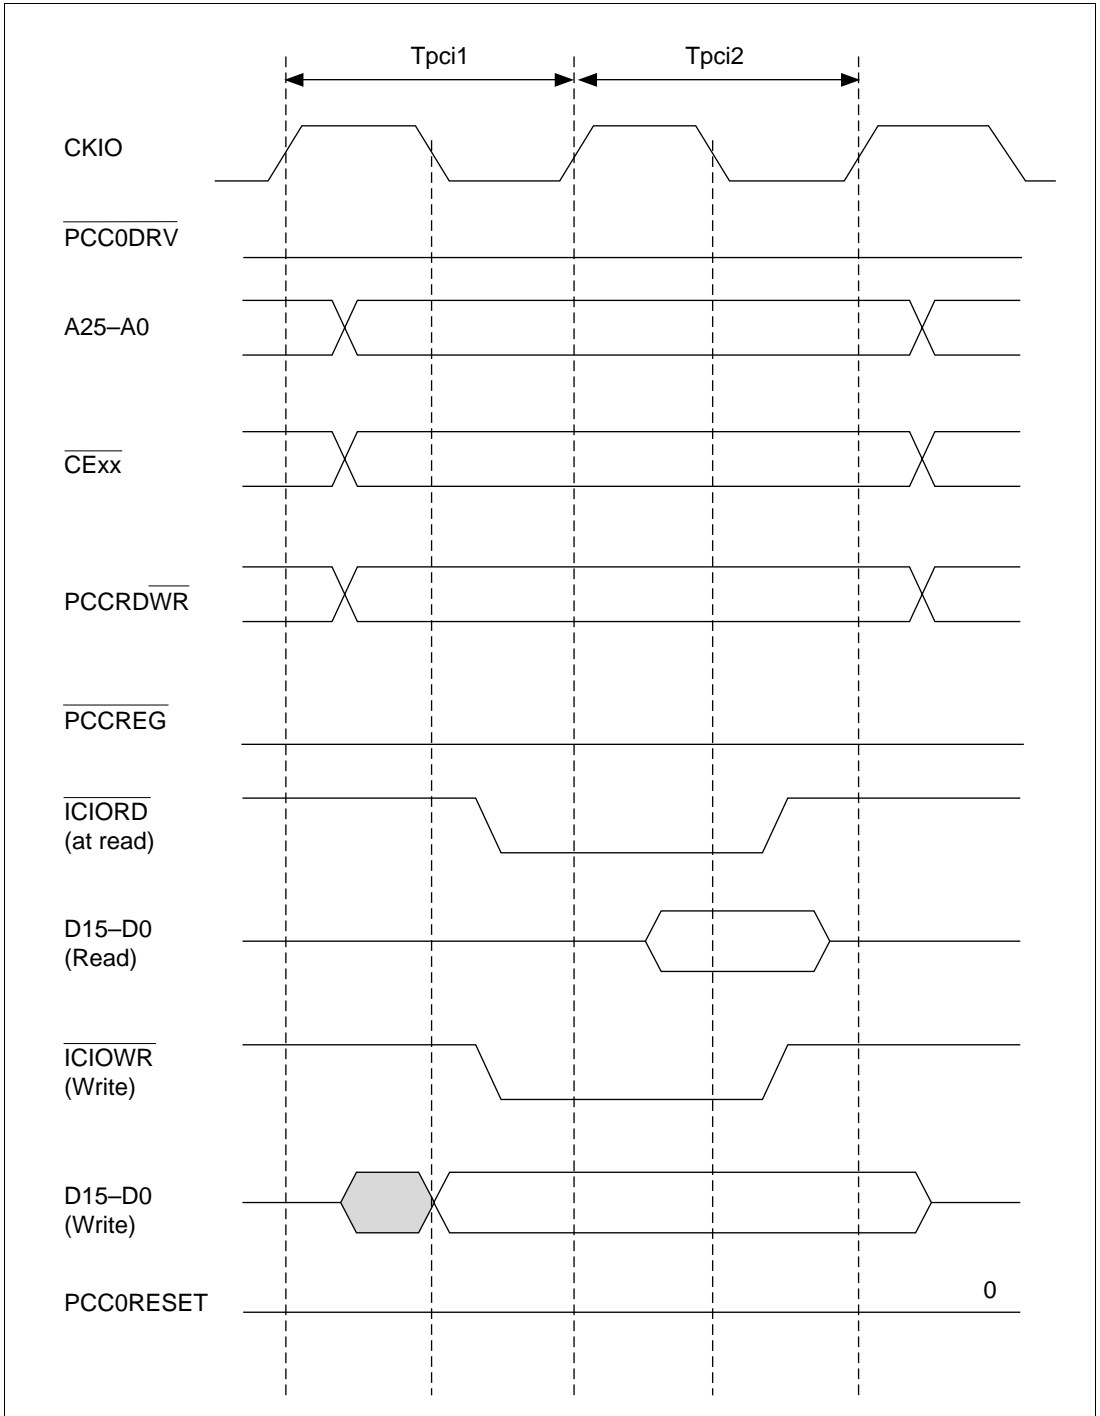 Tpci1
Tpci2
CKIO
PCC0DRV
A25–A0
CExx
PCCRDWR
PCCREG
ICIORD
(at read)
D15–D0
(Read)
ICIOWR
(Write)
D15–D0
(Write)
PCC0RESET
0